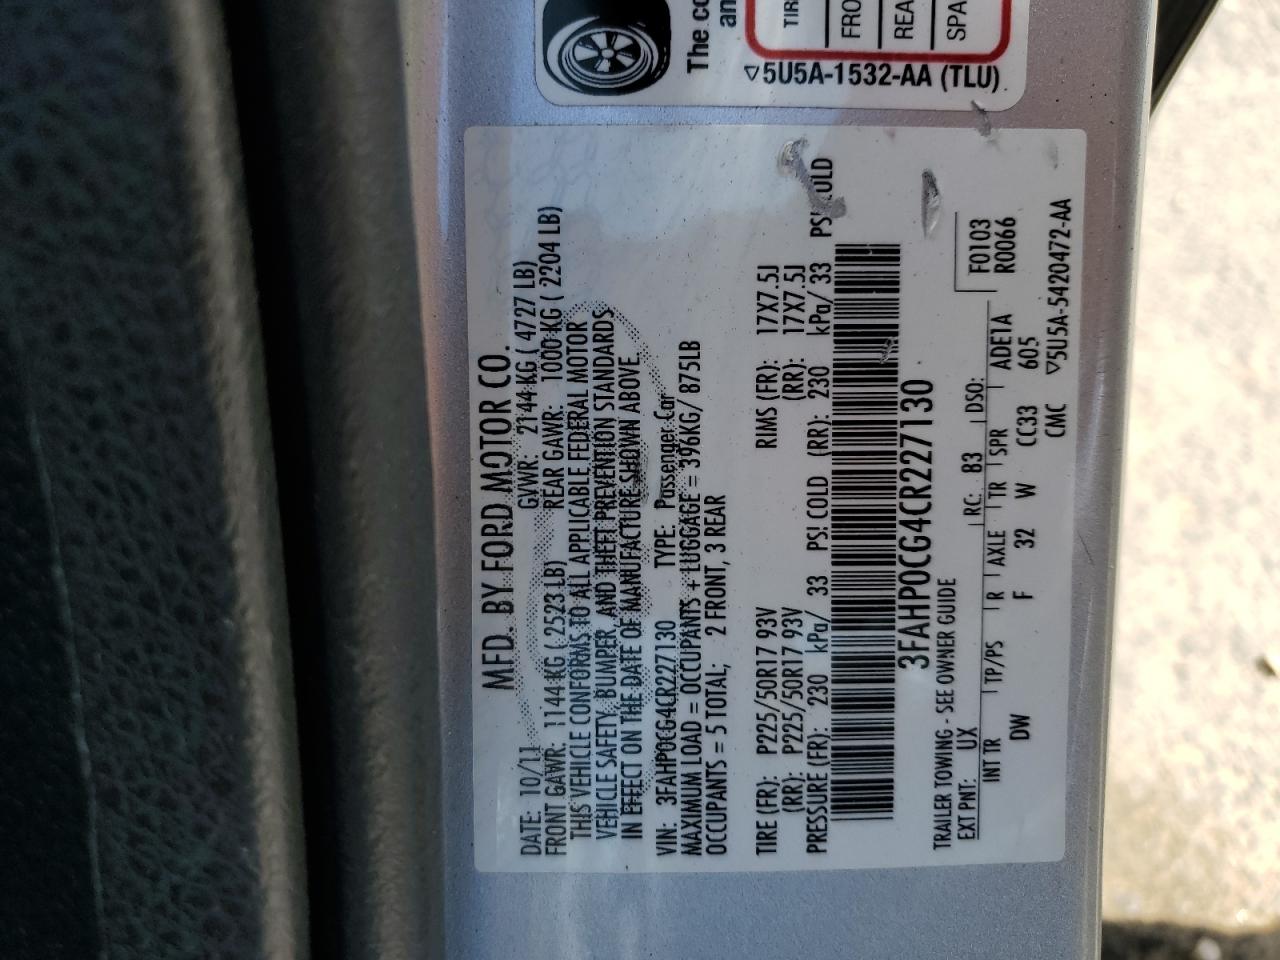 The co
an
TIR
FRO
REA
SPA
▽5U5A-1532-AA (TLU)
MFD. BY FORD MOTOR CO.
DATE: 10/11 GVWR: 2144 KG ( 4727 LB)
FRONT GAWR: 1144 KG ( 2523 LB) REAR GAWR: 1000 KG ( 2204 LB)
THIS VEHICLE CONFORMS TO ALL APPLICABLE FEDERAL MOTOR
VEHICLE SAFETY, BUMPER, AND THEFT PREVENTION STANDARDS
IN EFFECT ON THE DATE OF MANUFACTURE SHOWN ABOVE.
VIN: 3FAHP0CG4CR227130 TYPE: Passenger Car
MAXIMUM LOAD = OCCUPANTS + LUGGAGE = 396KG/ 875LB
OCCUPANTS = 5 TOTAL, 2 FRONT, 3 REAR
TIRE (FR): P225/50R17 93V RIMS (FR): 17X7.5J
(RR): P225/50R17 93V (RR): 17X7.5J
PRESSURE (FR): 230 kPa/ 33 PSI COLD (RR): 230 kPa/ 33 PSI COLD
3FAHP0CG4CR227130
TRAILER TOWING - SEE OWNER GUIDE
EXT PNT: UX RC: 83 DSO: F0103
R0066
INT TR TP/PS R AXLE TR SPR ADE1A
DW F 32 W CC33 605
CMC ▽5U5A-5420472-AA